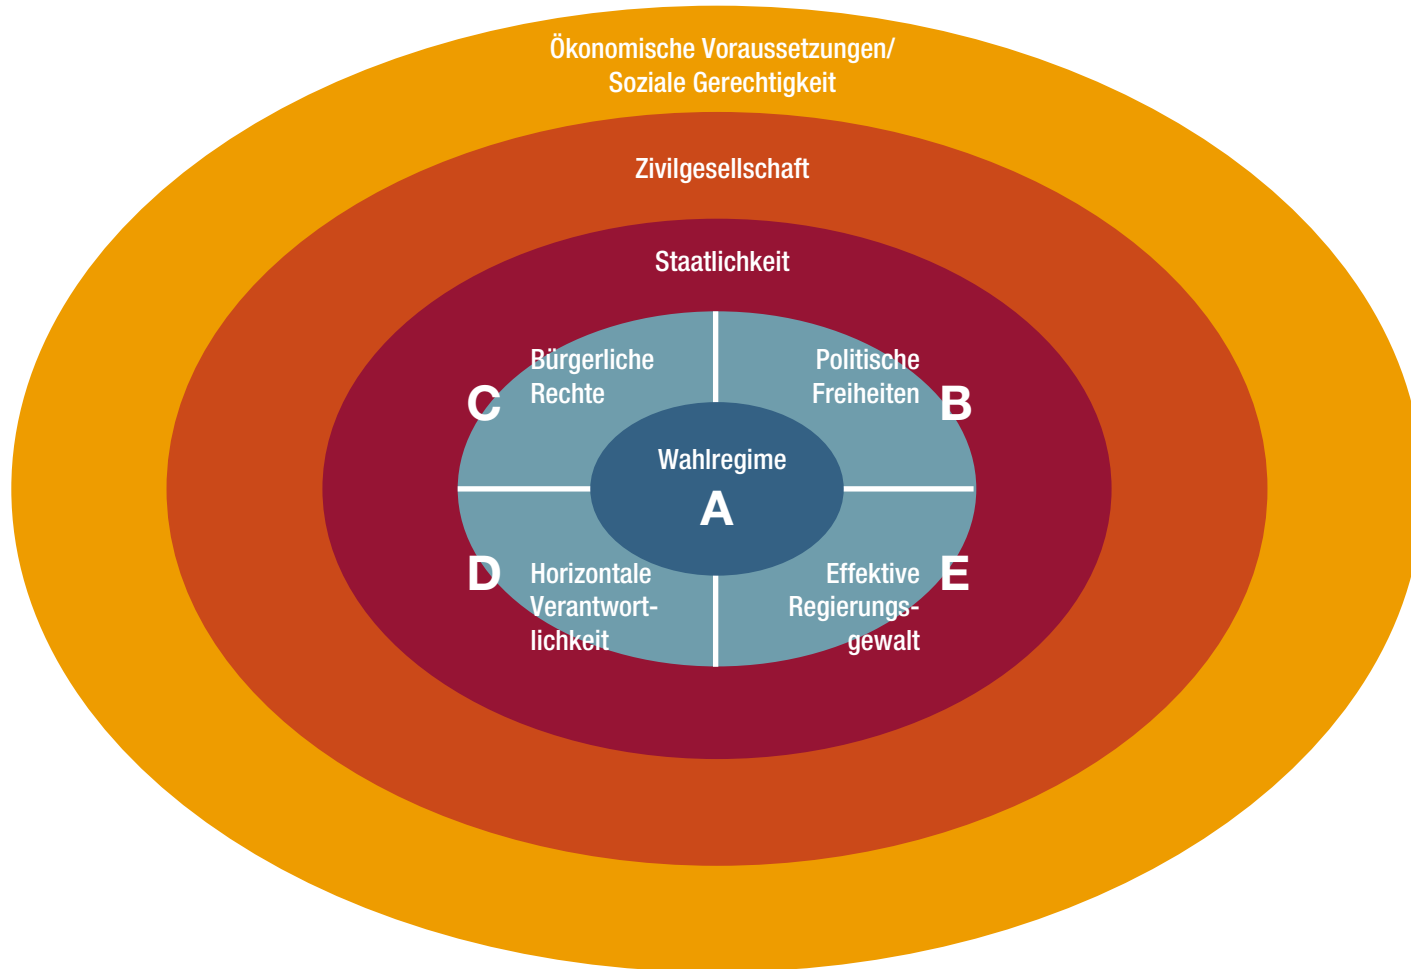 Ökonomische Voraussetzungen/
Soziale Gerechtigkeit
Zivilgesellschaft
Staatlichkeit
C
Bürgerliche
Rechte
Politische
Freiheiten
B
Wahlregime
A
D
Horizontale
Verantwort-
lichkeit
Effektive
Regierungs-
gewalt
E